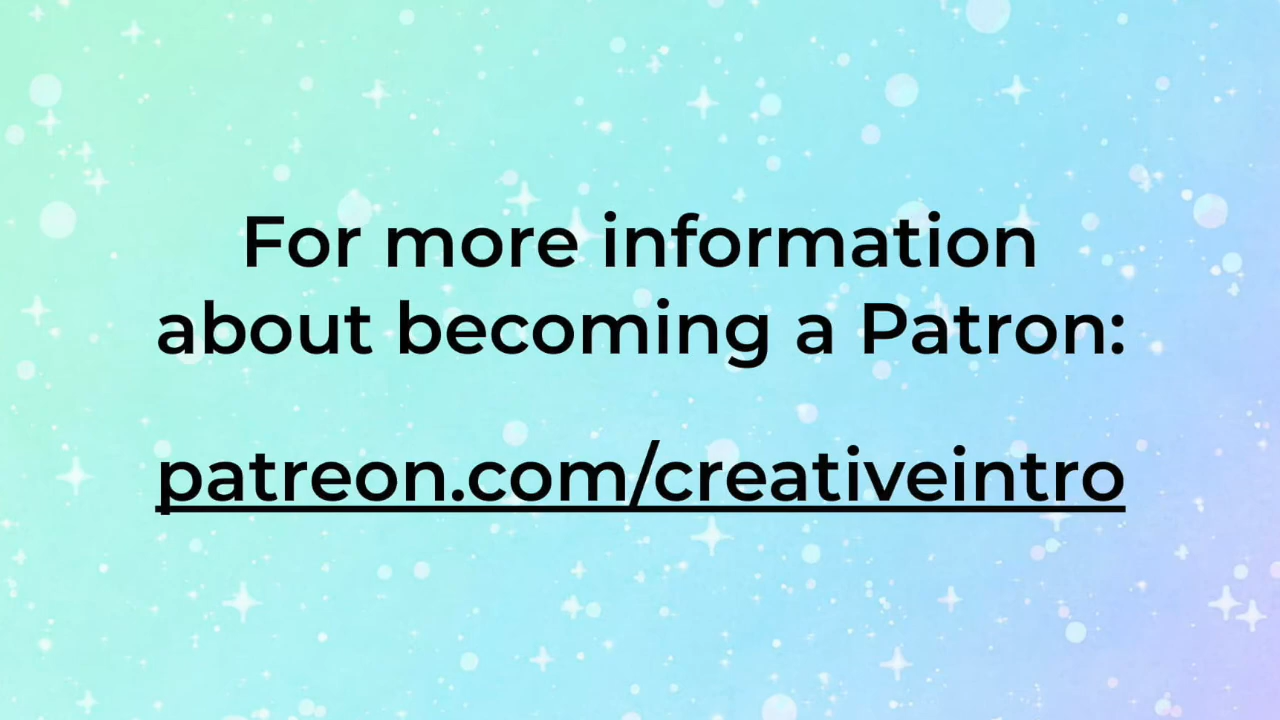 For more information
about becoming a Patron:
patreon.com/creativeintro